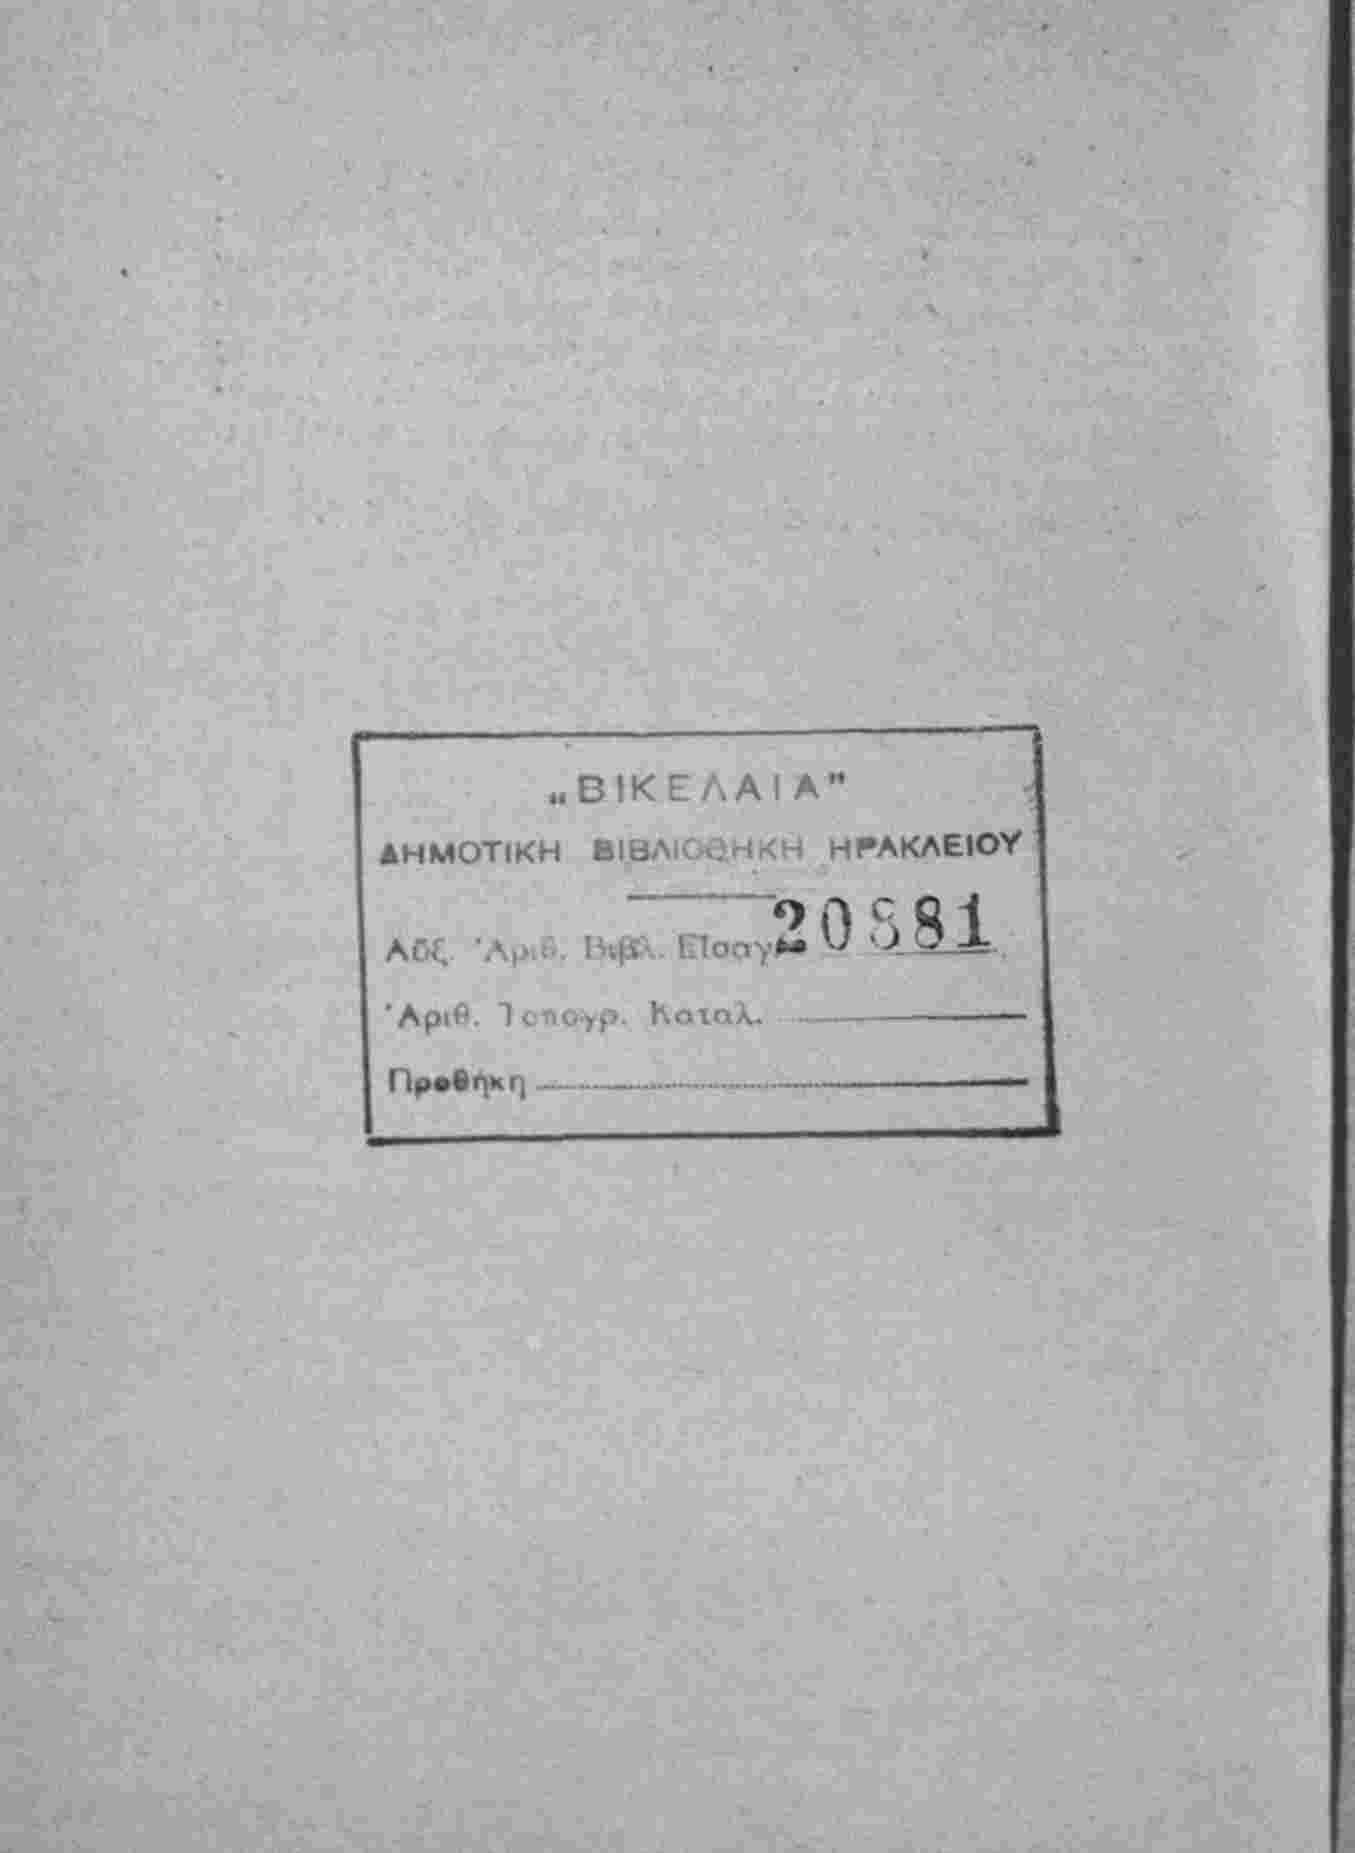 „ΒΙΚΕΛΑΙΑ"
ΔΗΜΟΤΙΚΗ ΒΙΒΛΙΟΘΗΚΗ ΗΡΑΚΛΕΙΟΥ
Αὔξ. Ἀριθ. Βιβλ. Εἰσαγ. 20881
Ἀριθ. Τοπογρ. Καταλ.
Προθήκη